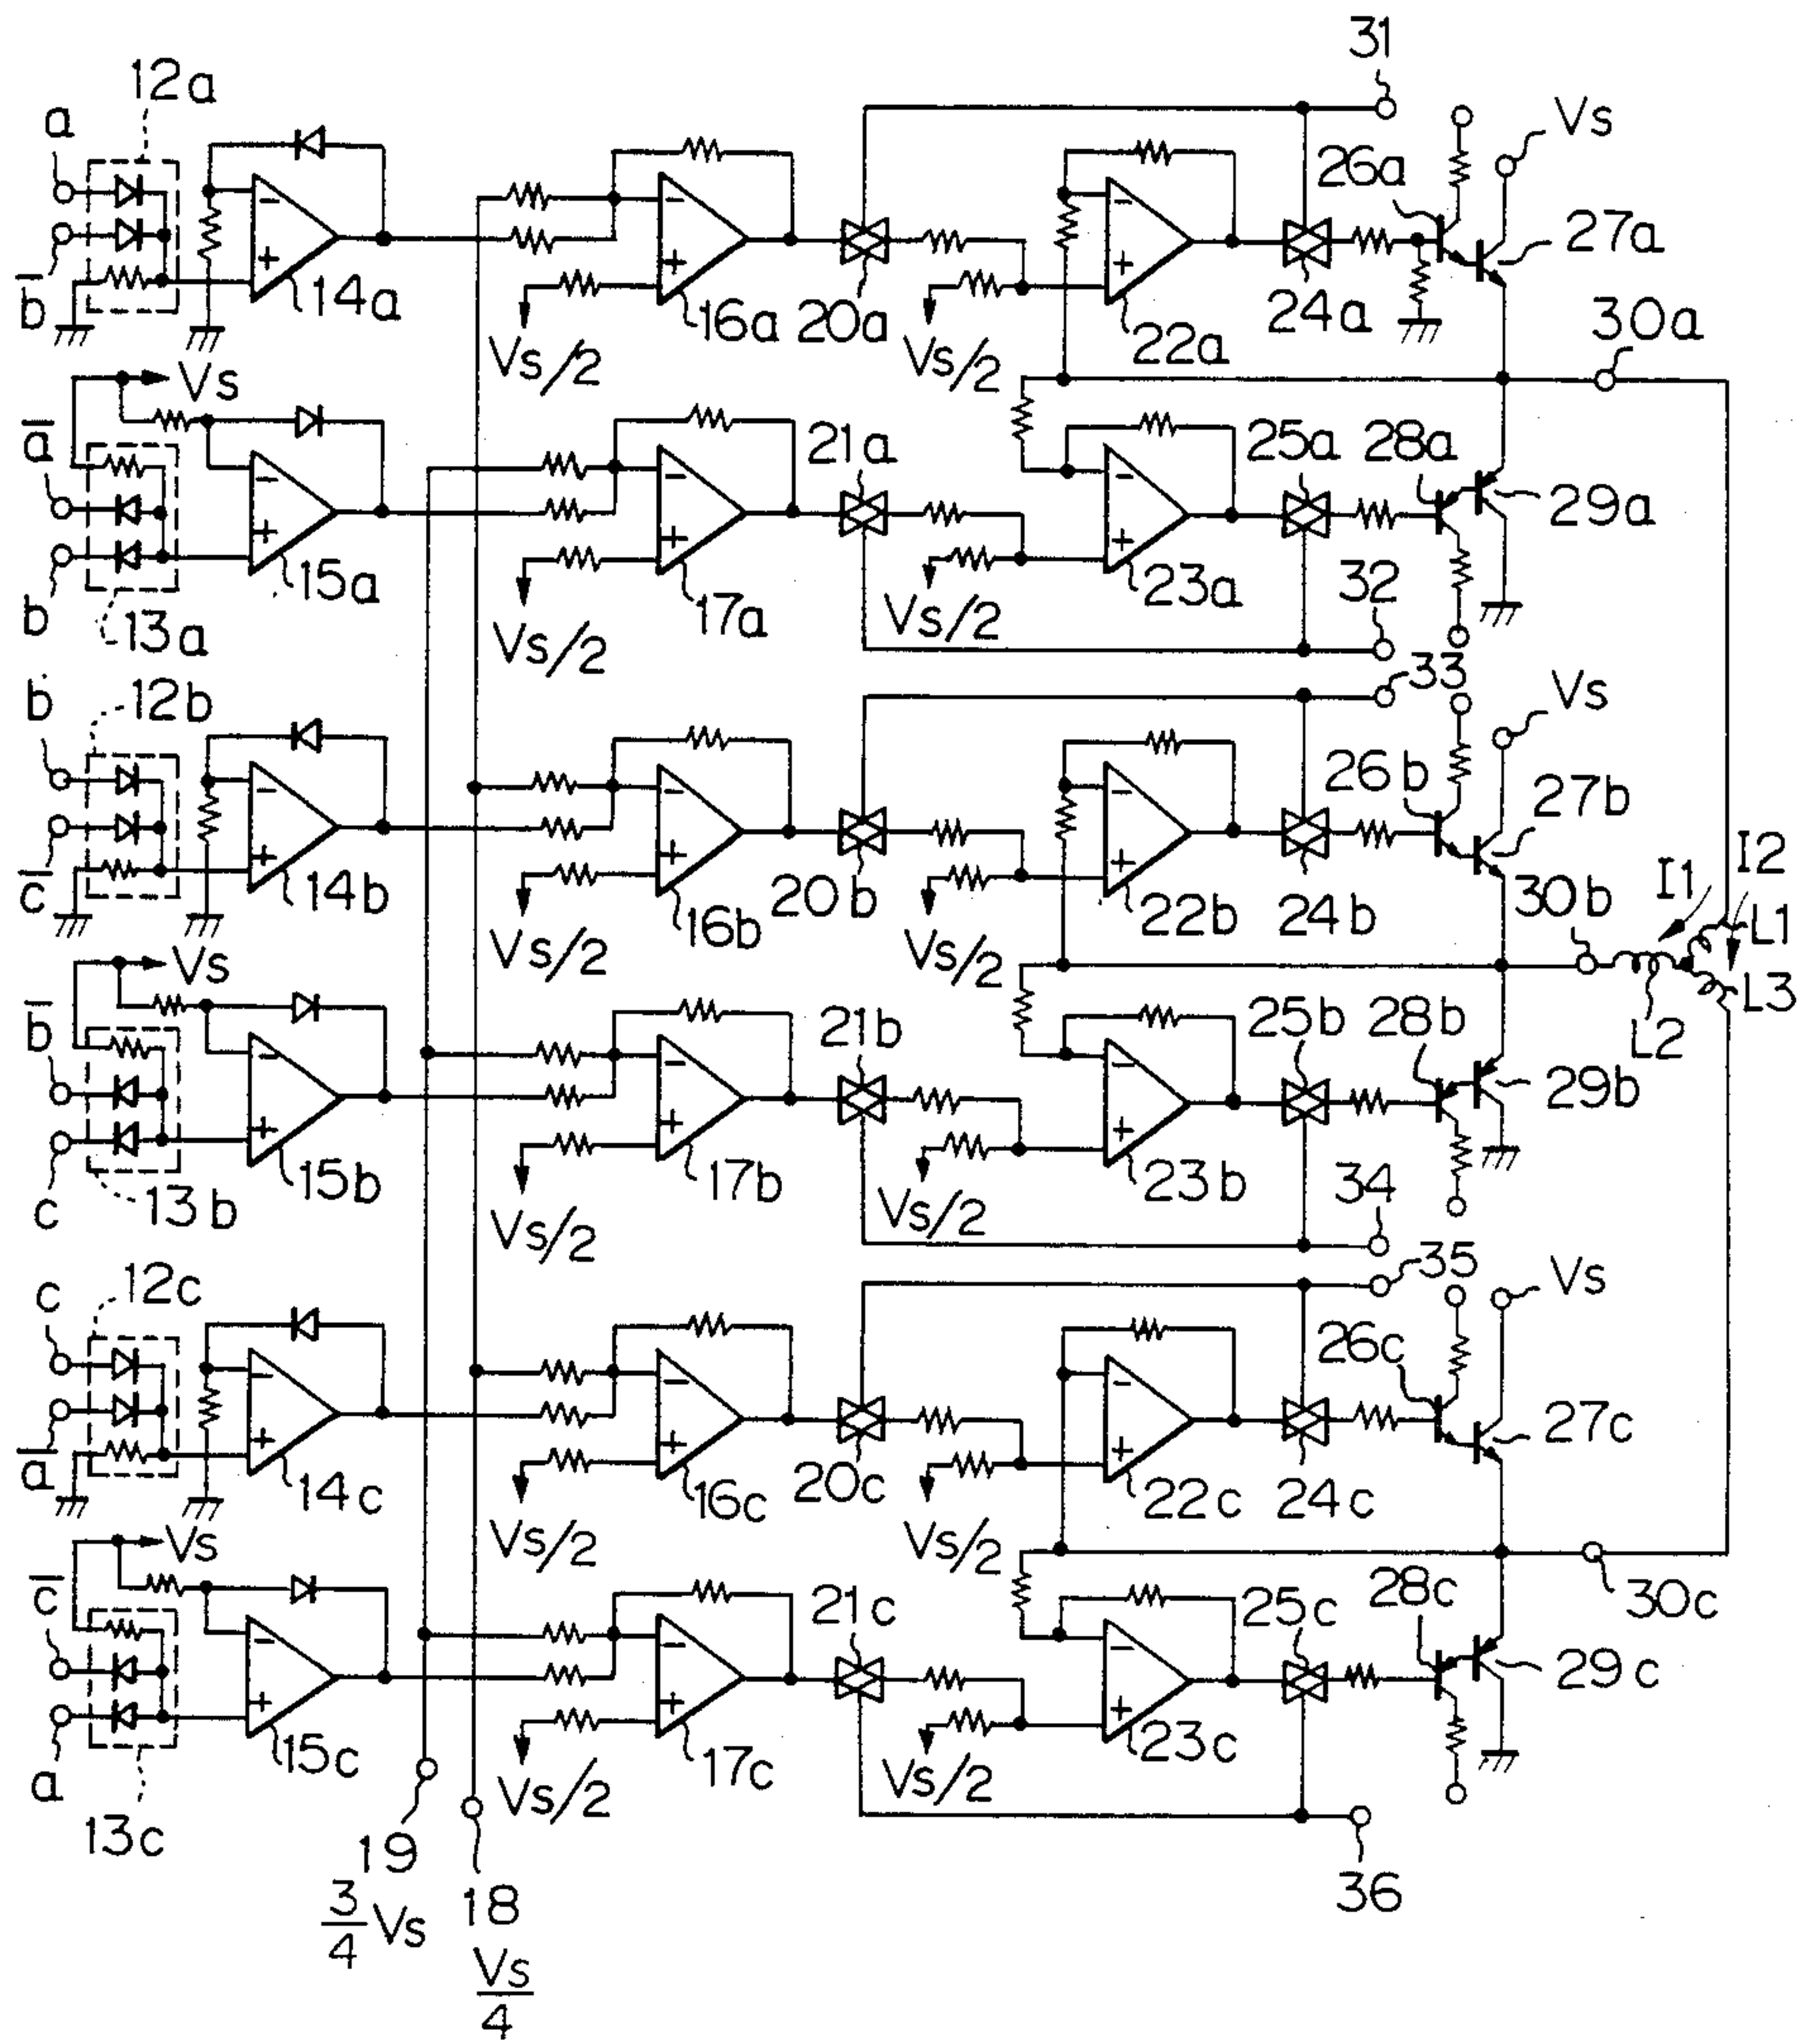 31
12a
a
Vs
26a
27a
b̅
14a
16a
20a
22a
24a
30a
Vs/2
Vs/2
Vs
a̅
21a
25a
28a
29a
b
15a
17a
23a
32
13a
Vs/2
Vs/2
33
b
12b
Vs
26b
27b
c̅
14b
16b
20b
22b
24b
30b
I1
I2
L1
Vs/2
Vs/2
Vs
L3
L2
b̅
21b
25b
28b
29b
c
13b
15b
17b
23b
34
Vs/2
Vs/2
35
c
12c
Vs
26c
27c
a̅
14c
16c
20c
22c
24c
Vs/2
Vs/2
Vs
c̅
21c
25c
28c
30c
29c
a
15c
17c
23c
Vs/2
Vs/2
13c
19
3/4 Vs
18
Vs/4
36
- + - + - +
- + - + - +
- + - + - +
- + - + - +
- + - + - +
- + - + - +